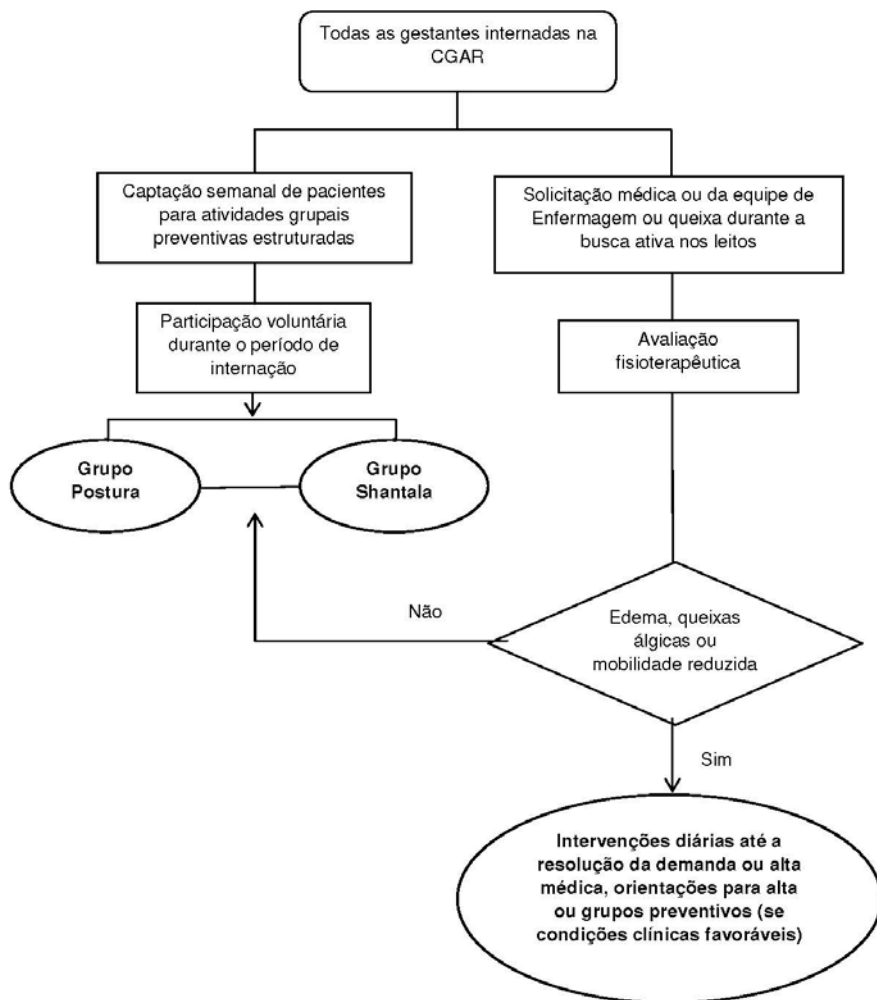 Todas as gestantes internadas na
CGAR
Captação semanal de pacientes
para atividades grupais
preventivas estruturadas
Solicitação médica ou da equipe de
Enfermagem ou queixa durante a
busca ativa nos leitos
Participação voluntária
durante o período de
internação
Avaliação
fisioterapêutica
Grupo
Postura
Grupo
Shantala
Não
Edema, queixas
álgicas ou
mobilidade reduzida
Sim
Intervenções diárias até a
resolução da demanda ou alta
médica, orientações para alta
ou grupos preventivos (se
condições clínicas favoráveis)